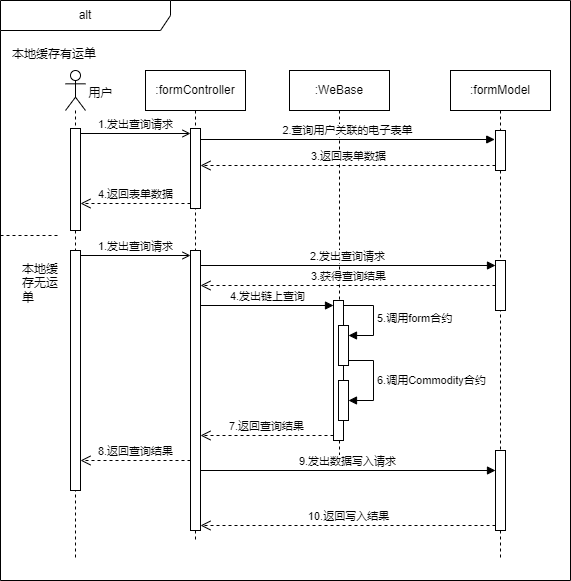 alt
本地缓存有运单
用户
:formController
:WeBase
:formModel
1.发出查询请求
2.查询用户关联的电子表单
3.返回表单数据
4.返回表单数据
本地缓
存无运
单
1.发出查询请求
2.发出查询请求
3.获得查询结果
4.发出链上查询
5.调用form合约
6.调用Commodity合约
7.返回查询结果
8.返回查询结果
9.发出数据写入请求
10.返回写入结果